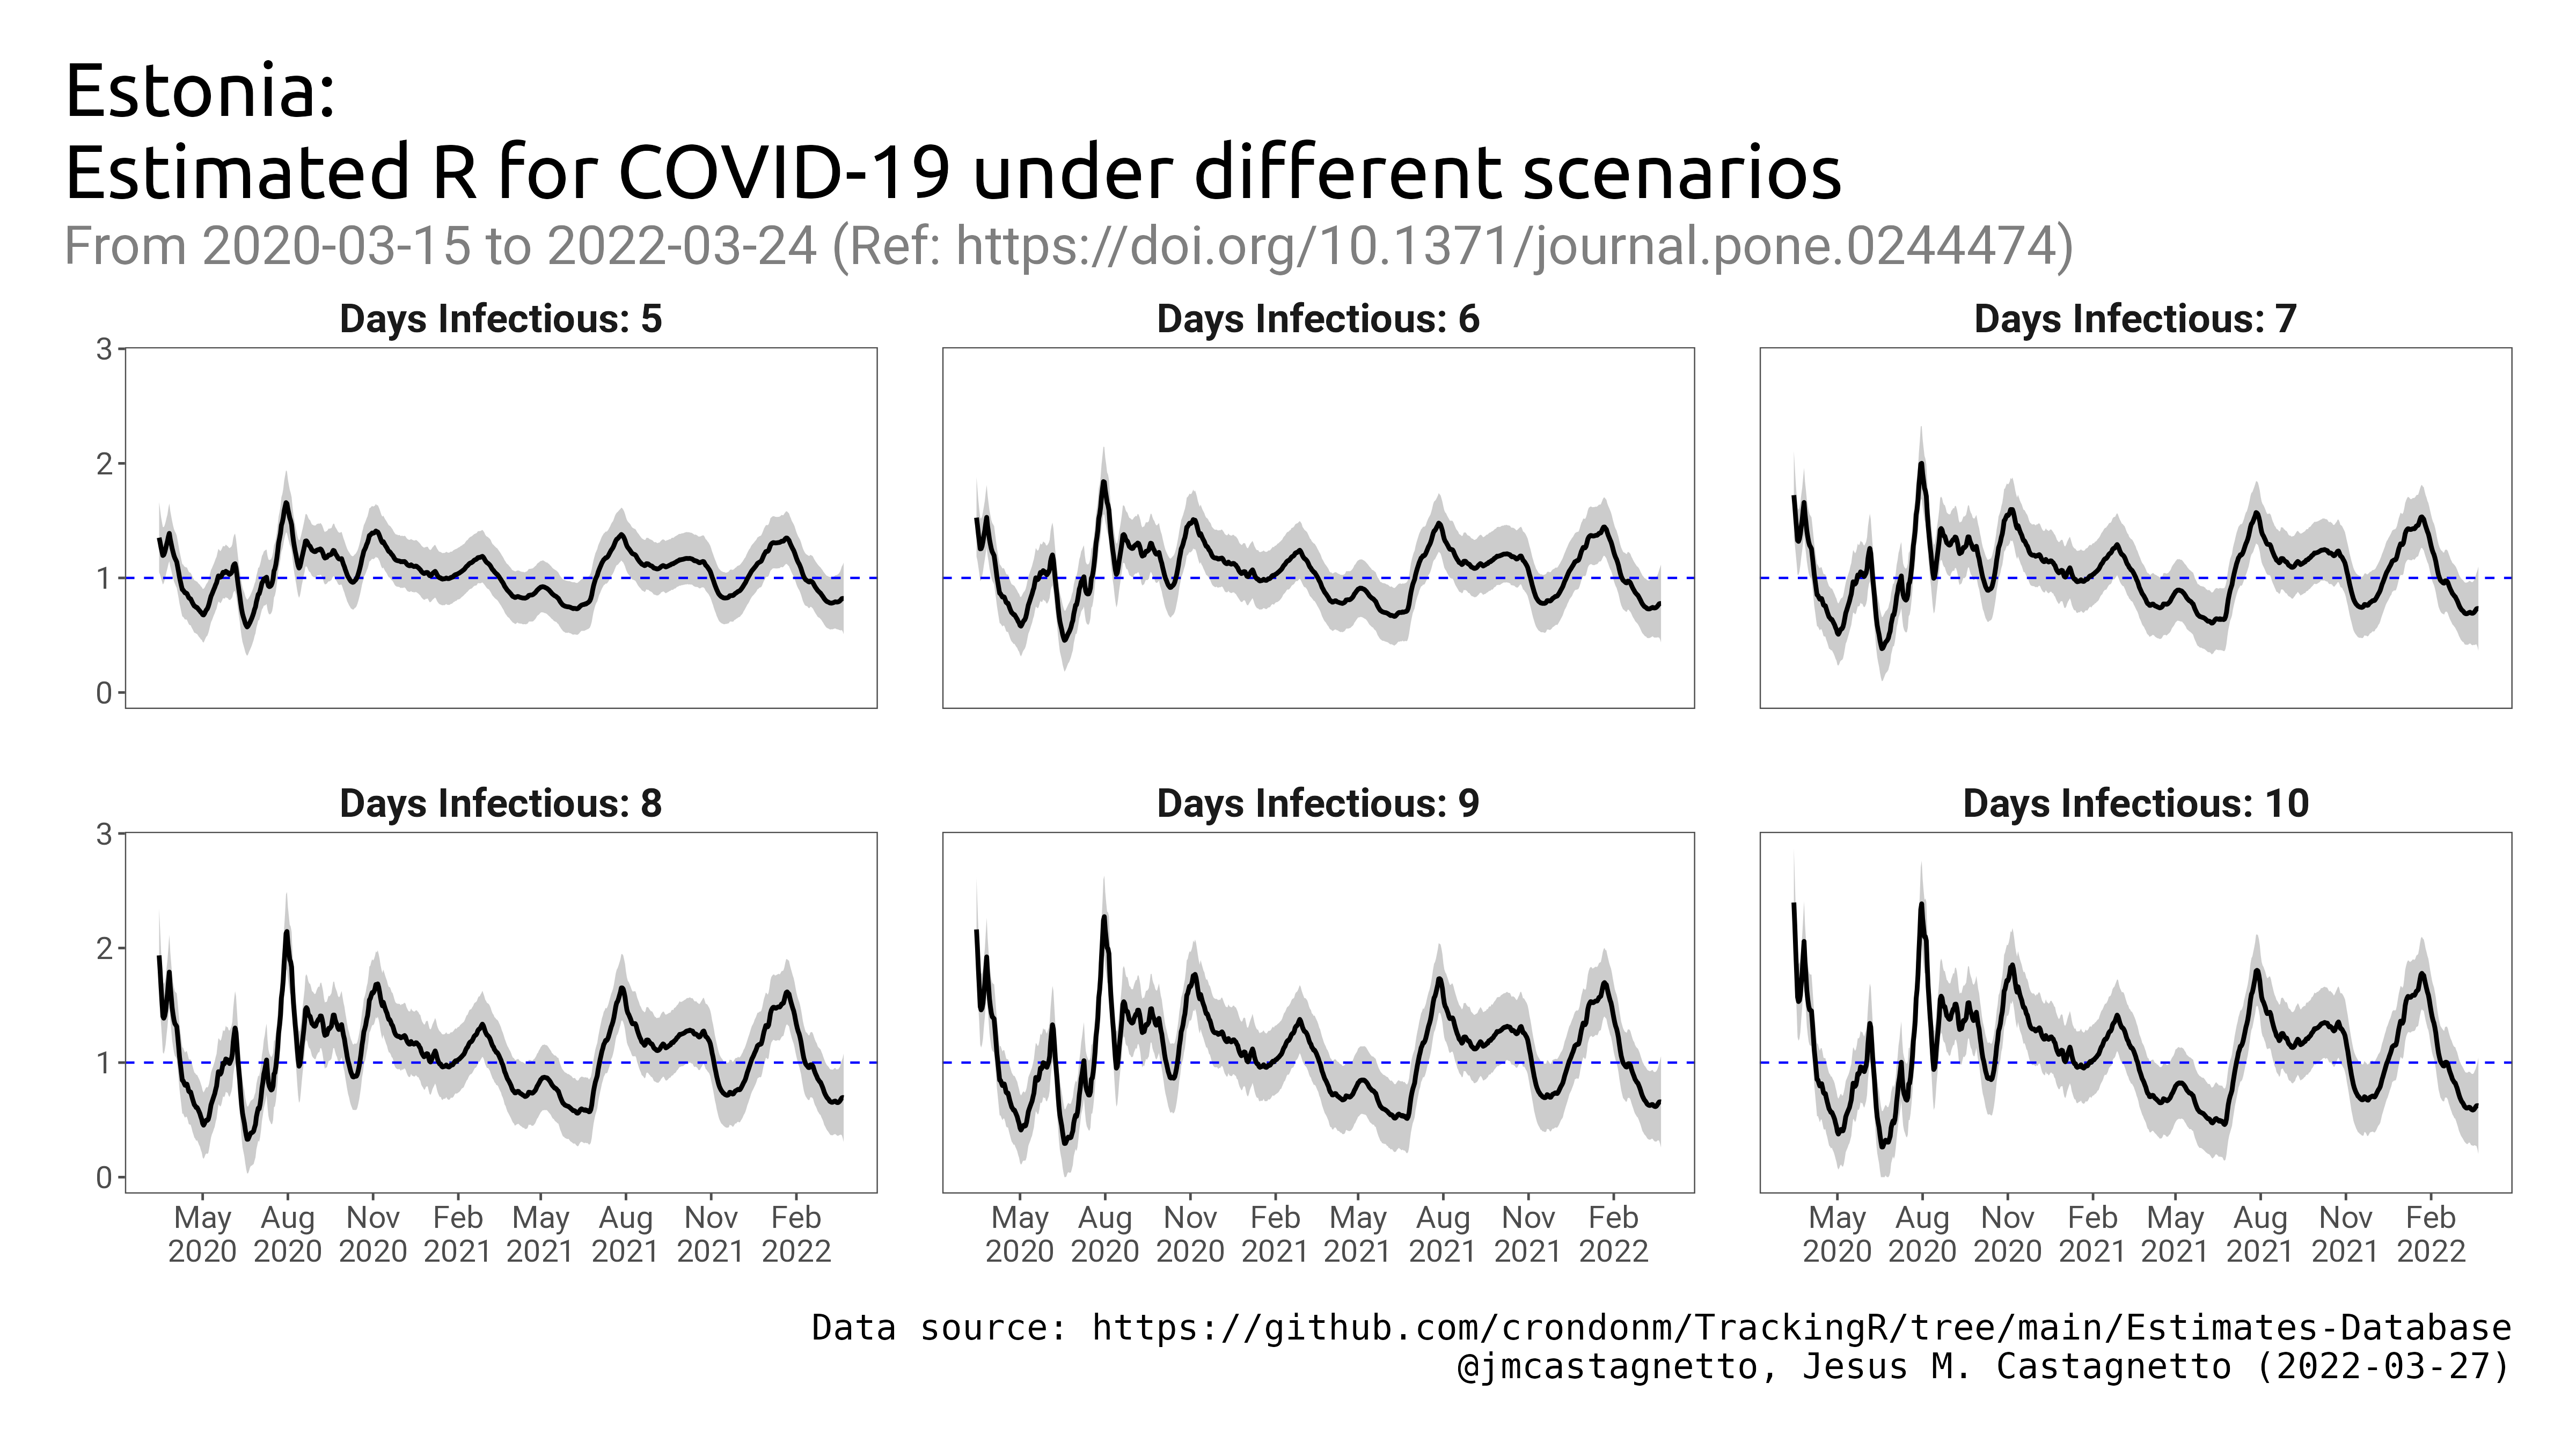 Estonia:
Estimated R for COVID-19 under different scenarios
From 2020-03-15 to 2022-03-24 (Ref: https://doi.org/10.1371/journal.pone.0244474)
Days Infectious: 5
Days Infectious: 6
Days Infectious: 7
3
2
1
0
Days Infectious: 8
Days Infectious: 9
Days Infectious: 10
3
2
1
0
May Aug Nov Feb May Aug Nov Feb
2020 2020 2020 2021 2021 2021 2021 2022
May Aug Nov Feb May Aug Nov Feb
2020 2020 2020 2021 2021 2021 2021 2022
May Aug Nov Feb May Aug Nov Feb
2020 2020 2020 2021 2021 2021 2021 2022
Data source: https://github.com/crondonm/TrackingR/tree/main/Estimates-Database
@jmcastagnetto, Jesus M. Castagnetto (2022-03-27)